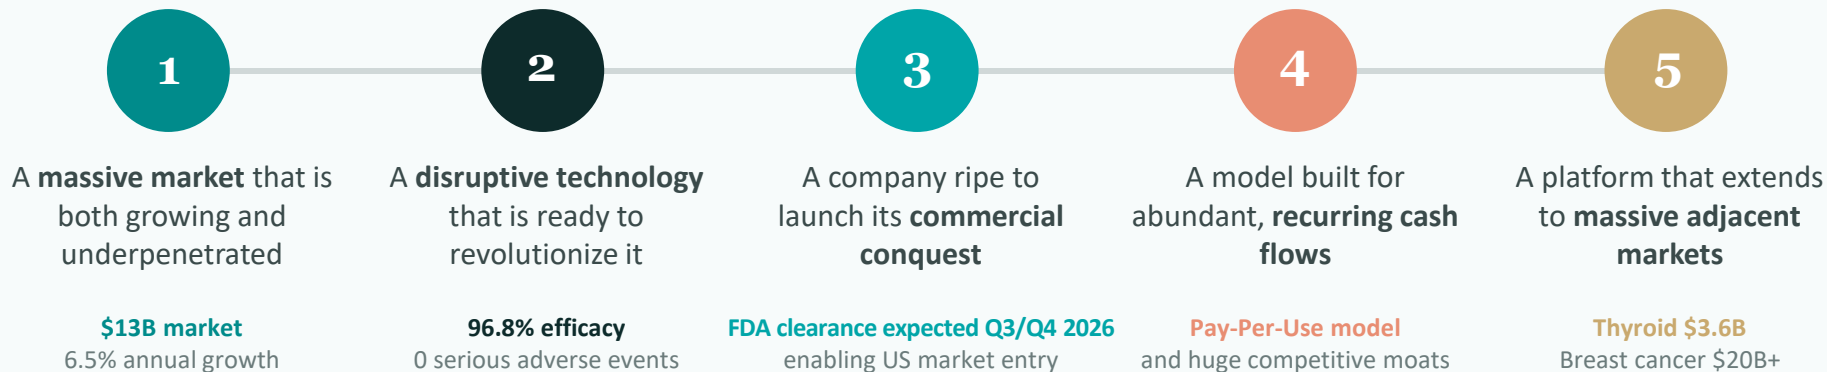 1
A massive market that is
both growing and
underpenetrated
$13B market
6.5% annual growth
2
A disruptive technology
that is ready to
revolutionize it
96.8% efficacy
0 serious adverse events
3
A company ripe to
launch its commercial
conquest
FDA clearance expected Q3/Q4 2026
enabling US market entry
4
A model built for
abundant, recurring cash
flows
Pay-Per-Use model
and huge competitive moats
5
A platform that extends
to massive adjacent
markets
Thyroid $3.6B
Breast cancer $20B+